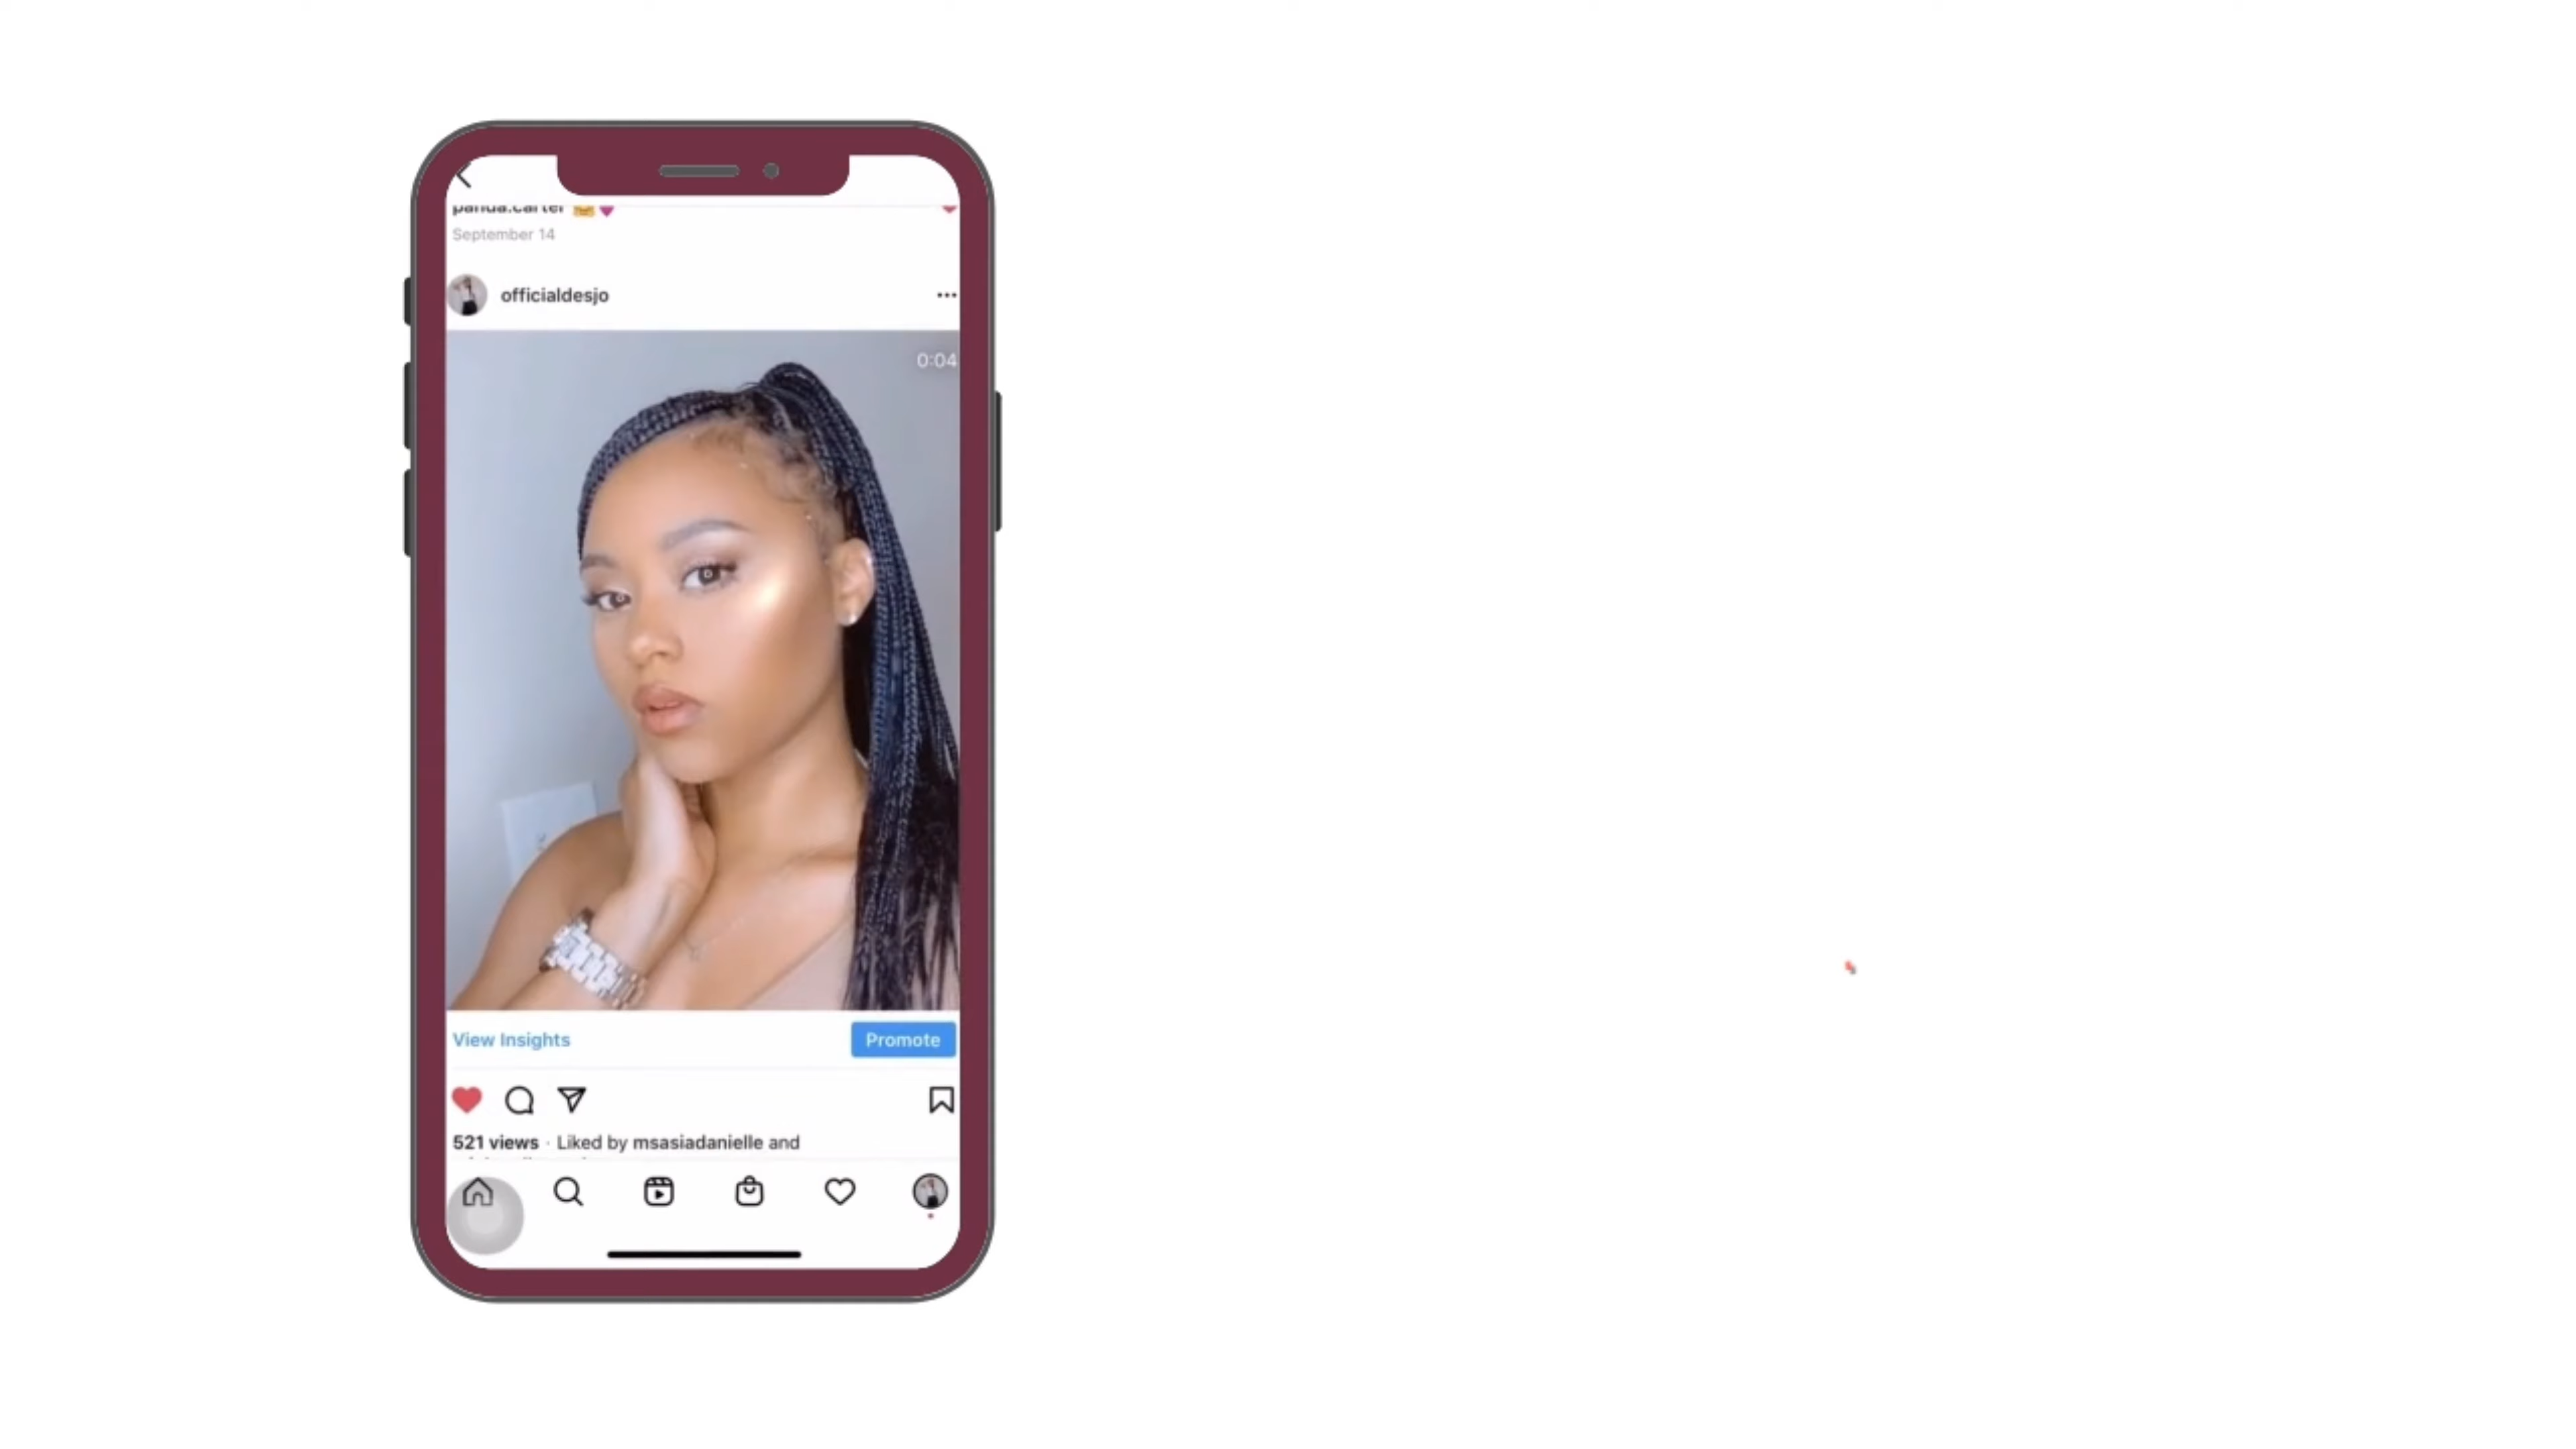 September 14
officialdesjo
0:04
View Insights
Promote
521 views · Liked by msasiadanielle and